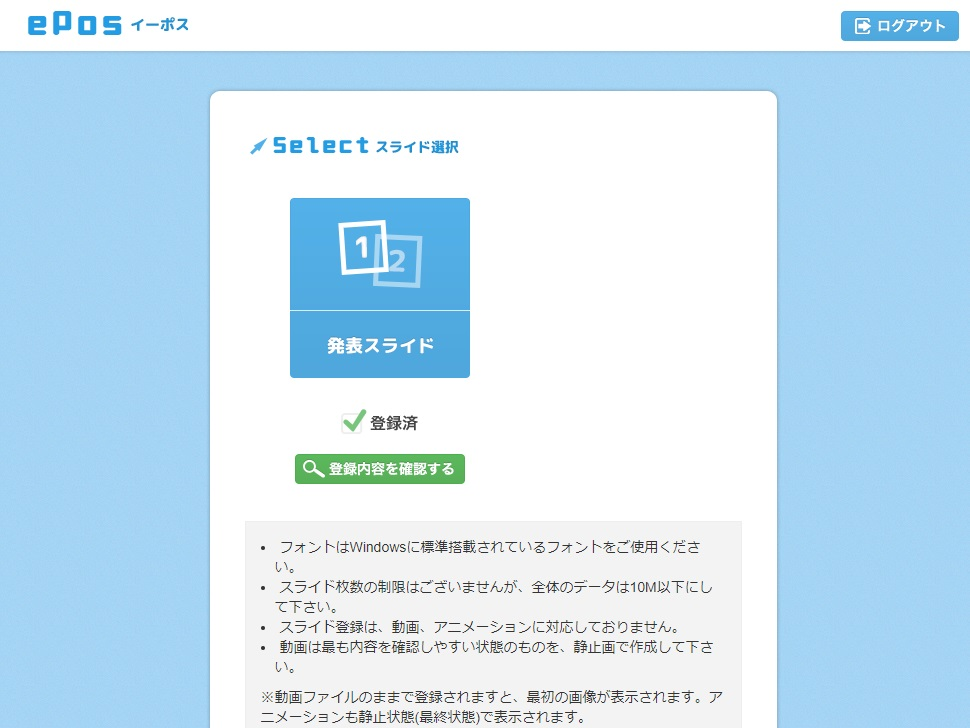 epos イーポス
ログアウト
Select スライド選択
1
2
発表スライド
登録済
登録内容を確認する
• フォントはWindowsに標準搭載されているフォントをご使用くださ
い。
• スライド枚数の制限はございませんが、全体のデータは10M以下にし
て下さい。
• スライド登録は、動画、アニメーションに対応しておりません。
• 動画は最も内容を確認しやすい状態のものを、静止画で作成して下さ
い。
※動画ファイルのままで登録されますと、最初の画像が表示されます。ア
ニメーションも静止状態(最終状態)で表示されます。